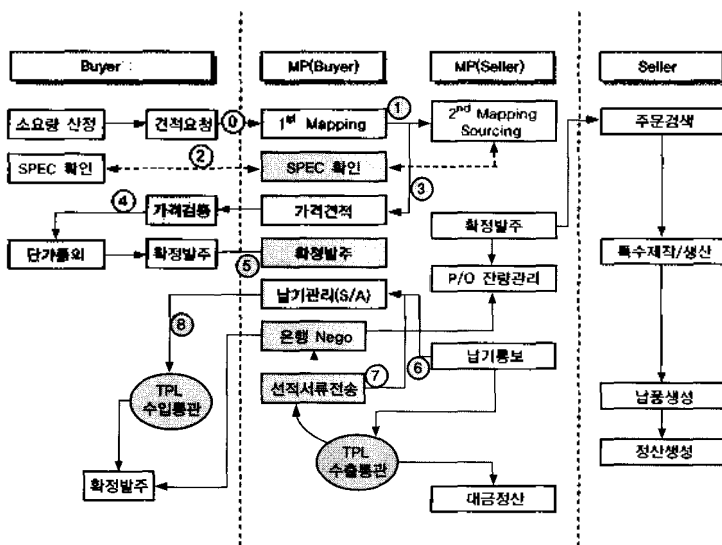 Buyer :
MP(Buyer)
MP(Seller)
Seller
소요량 산정
견적요청
0
1st Mapping
1
2nd Mapping
Sourcing
주문검색
SPEC 확인
2
SPEC 확인
3
4
가격검토
가격견적
확정발주
단가품의
확정발주
5
확정발주
특수제작/생산
P/O 잔량관리
납기관리(S/A)
8
은행 Nego
6
납기통보
선적서류전송
7
TPL
수입통관
납품생성
TPL
수출통관
정산생성
확정발주
대금정산